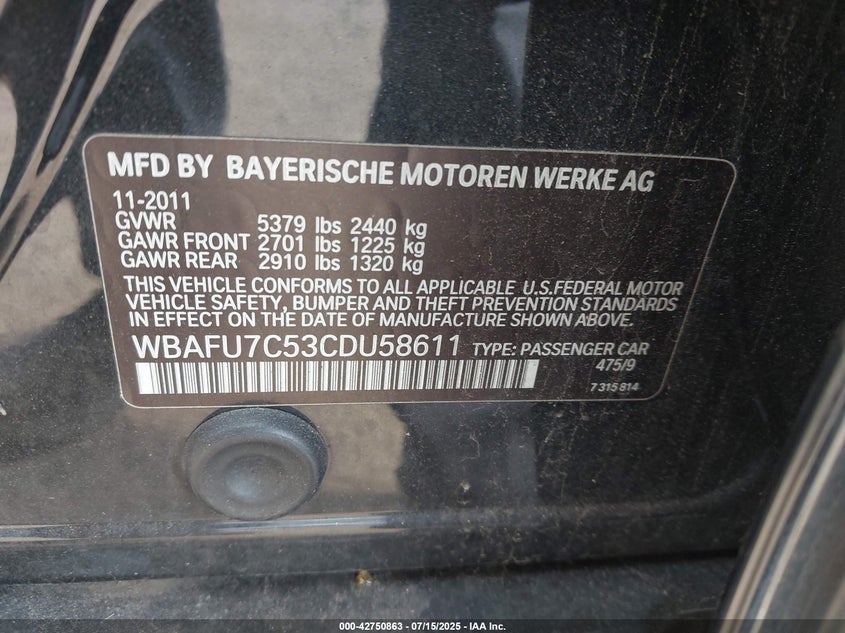 MFD BY BAYERISCHE MOTOREN WERKE AG
11-2011
GVWR 5379 lbs 2440 kg
GAWR FRONT 2701 lbs 1225 kg
GAWR REAR 2910 lbs 1320 kg
THIS VEHICLE CONFORMS TO ALL APPLICABLE U.S.FEDERAL MOTOR
VEHICLE SAFETY, BUMPER AND THEFT PREVENTION STANDARDS
IN EFFECT ON THE DATE OF MANUFACTURE SHOWN ABOVE.
WBAFU7C53CDU58611 TYPE: PASSENGER CAR
475/9
7 315 814
000-42750863 - 07/15/2025 - IAA Inc.